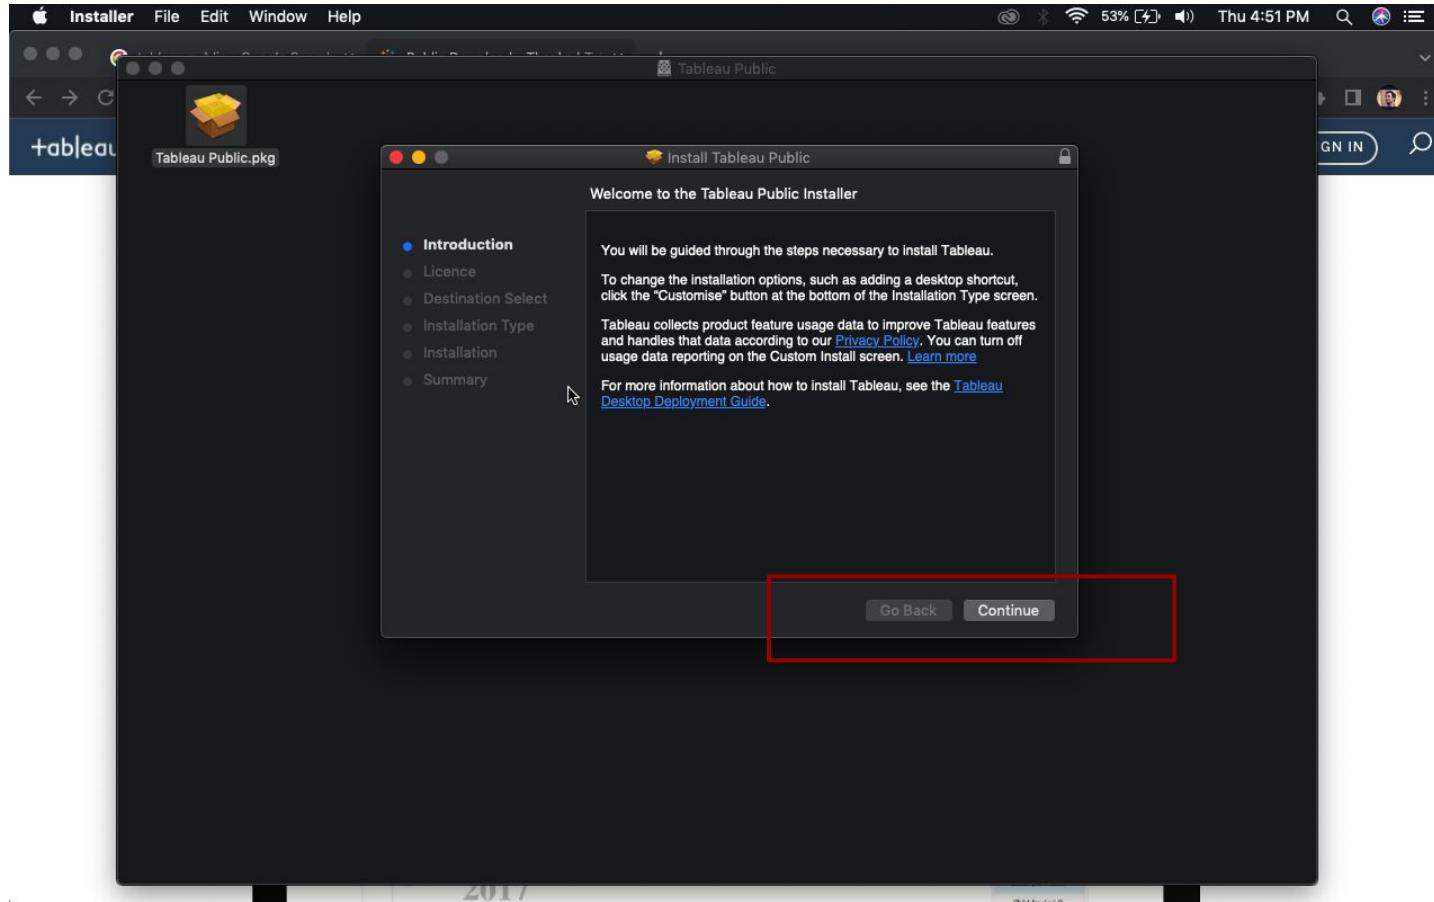 Installer File Edit Window Help 53% Thu 4:51 PM
Tableau Public
+ableau
GN IN
Tableau Public.pkg
Install Tableau Public
Welcome to the Tableau Public Installer
Introduction
Licence
Destination Select
Installation Type
Installation
Summary
You will be guided through the steps necessary to install Tableau.
To change the installation options, such as adding a desktop shortcut,
click the “Customise” button at the bottom of the Installation Type screen.
Tableau collects product feature usage data to improve Tableau features
and handles that data according to our Privacy Policy. You can turn off
usage data reporting on the Custom Install screen. Learn more
For more information about how to install Tableau, see the Tableau
Desktop Deployment Guide.
Go Back Continue
2017